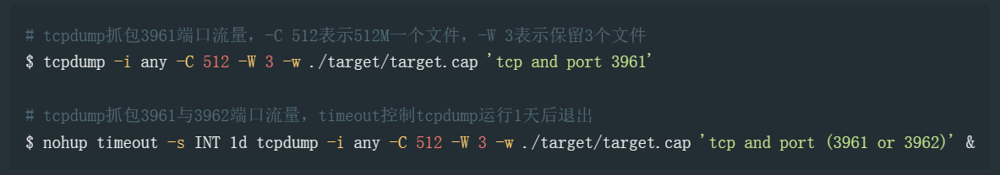 # tcpdump抓包3961端口流量，-C 512表示512M一个文件，-W 3表示保留3个文件
$ tcpdump -i any -C 512 -W 3 -w ./target/target.cap 'tcp and port 3961'
# tcpdump抓包3961与3962端口流量，timeout控制tcpdump运行1天后退出
$ nohup timeout -s INT 1d tcpdump -i any -C 512 -W 3 -w ./target/target.cap 'tcp and port (3961 or 3962)' &